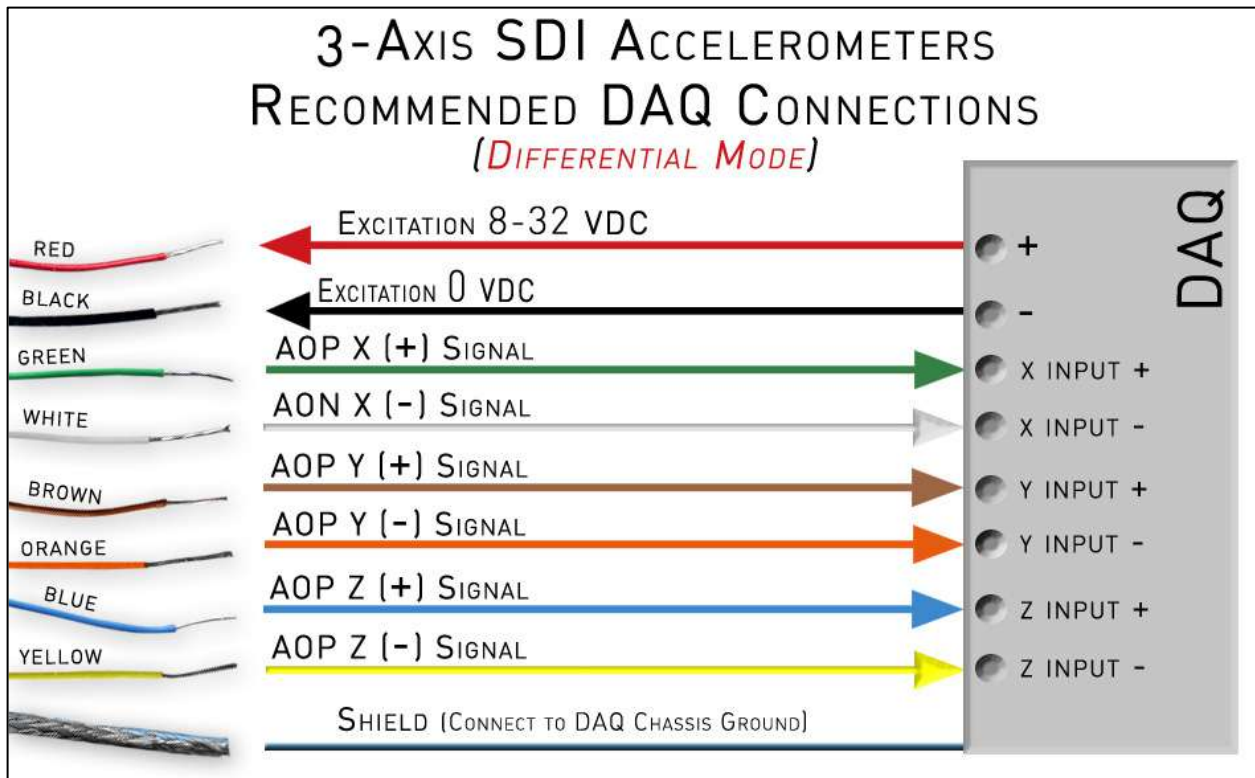 3-Axis SDI Accelerometers
Recommended DAQ Connections
(Differential Mode)
DAQ
RED
Excitation 8-32 VDC
+
BLACK
Excitation 0 VDC
-
GREEN
AOP X (+) Signal
X INPUT +
WHITE
AON X (-) Signal
X INPUT -
BROWN
AOP Y (+) Signal
Y INPUT +
ORANGE
AOP Y (-) Signal
Y INPUT -
BLUE
AOP Z (+) Signal
Z INPUT +
YELLOW
AOP Z (-) Signal
Z INPUT -
Shield (Connect to DAQ Chassis Ground)